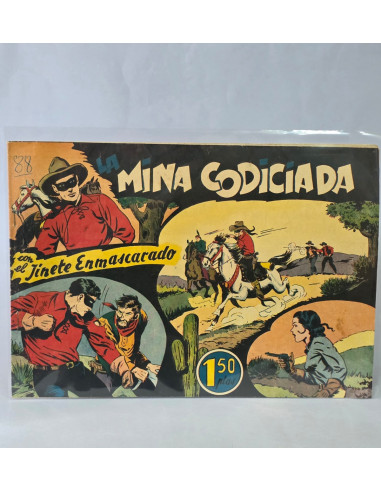 88
LA
MINA CODICIADA
con
el Jinete Enmascarado
1.50